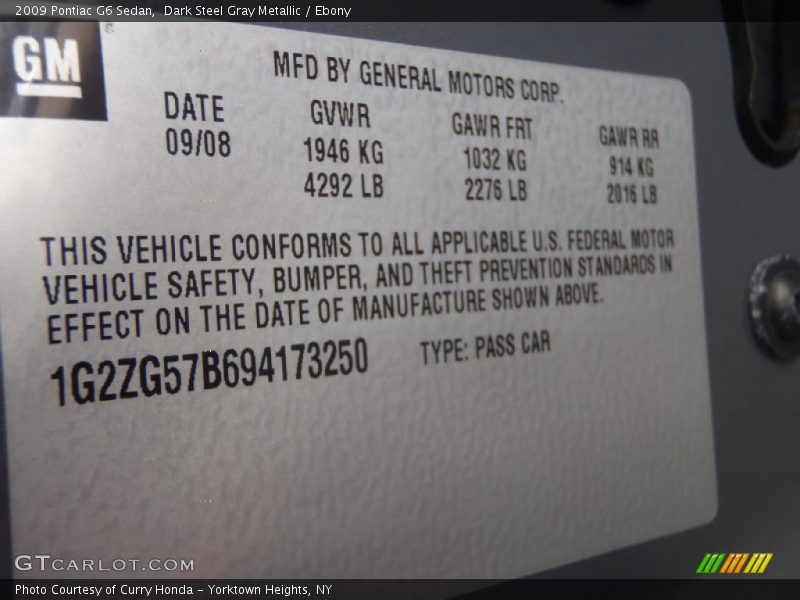 2009 Pontiac G6 Sedan,  Dark Steel Gray Metallic / Ebony
GM
MFD BY GENERAL MOTORS CORP.
DATE GVWR GAWR FRT GAWR RR
09/08 1946 KG 1032 KG 914 KG
4292 LB 2276 LB 2016 LB
THIS VEHICLE CONFORMS TO ALL APPLICABLE U.S. FEDERAL MOTOR
VEHICLE SAFETY, BUMPER, AND THEFT PREVENTION STANDARDS IN
EFFECT ON THE DATE OF MANUFACTURE SHOWN ABOVE.
1G2ZG57B694173250 TYPE: PASS CAR
GTCARLOT.COM
Photo Courtesy of Curry Honda – Yorktown Heights, NY